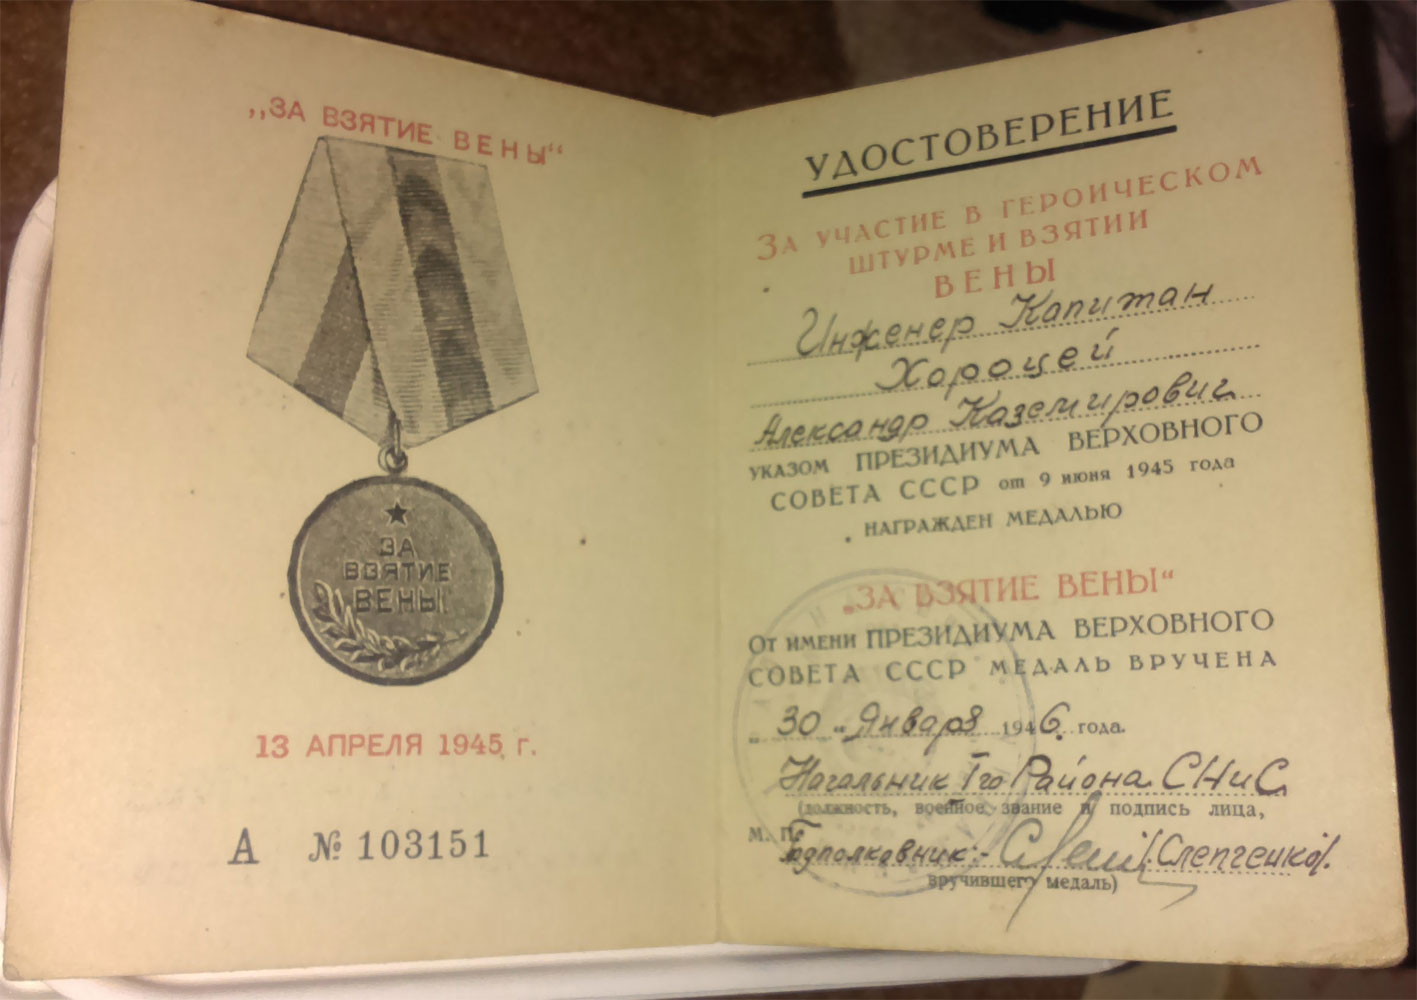 „ЗА ВЗЯТИЕ ВЕНЫ“
ЗА
ВЗЯТИЕ
ВЕНЫ
13 АПРЕЛЯ 1945 г.
А № 103151
УДОСТОВЕРЕНИЕ
ЗА УЧАСТИЕ В ГЕРОИЧЕСКОМ
ШТУРМЕ И ВЗЯТИИ
ВЕНЫ
Инженер Капитан
Хороцей
Александр Каземирович
УКАЗОМ ПРЕЗИДИУМА ВЕРХОВНОГО
СОВЕТА СССР от 9 июня 1945 года
НАГРАЖДЕН МЕДАЛЬЮ
„ЗА ВЗЯТИЕ ВЕНЫ“
От имени ПРЕЗИДИУМА ВЕРХОВНОГО
СОВЕТА СССР МЕДАЛЬ ВРУЧЕНА
„30“ Января 1946. года.
Начальник 1го Района СНиС
(должность, военное звание и подпись лица,
М. П.
Подполковник:- /Слепченко/.
вручившего медаль)